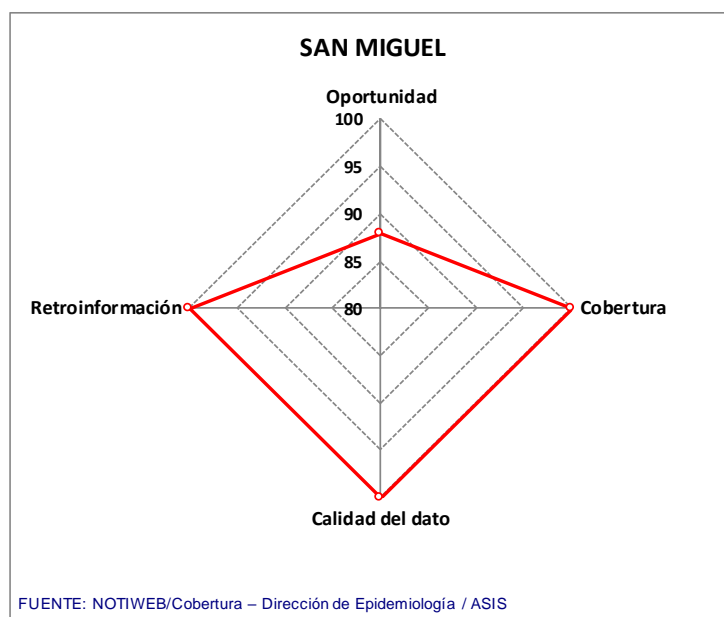 SAN MIGUEL
Oportunidad
100
95
90
85
80
Retroinformación
Cobertura
Calidad del dato
FUENTE: NOTIWEB/Cobertura – Dirección de Epidemiología / ASIS